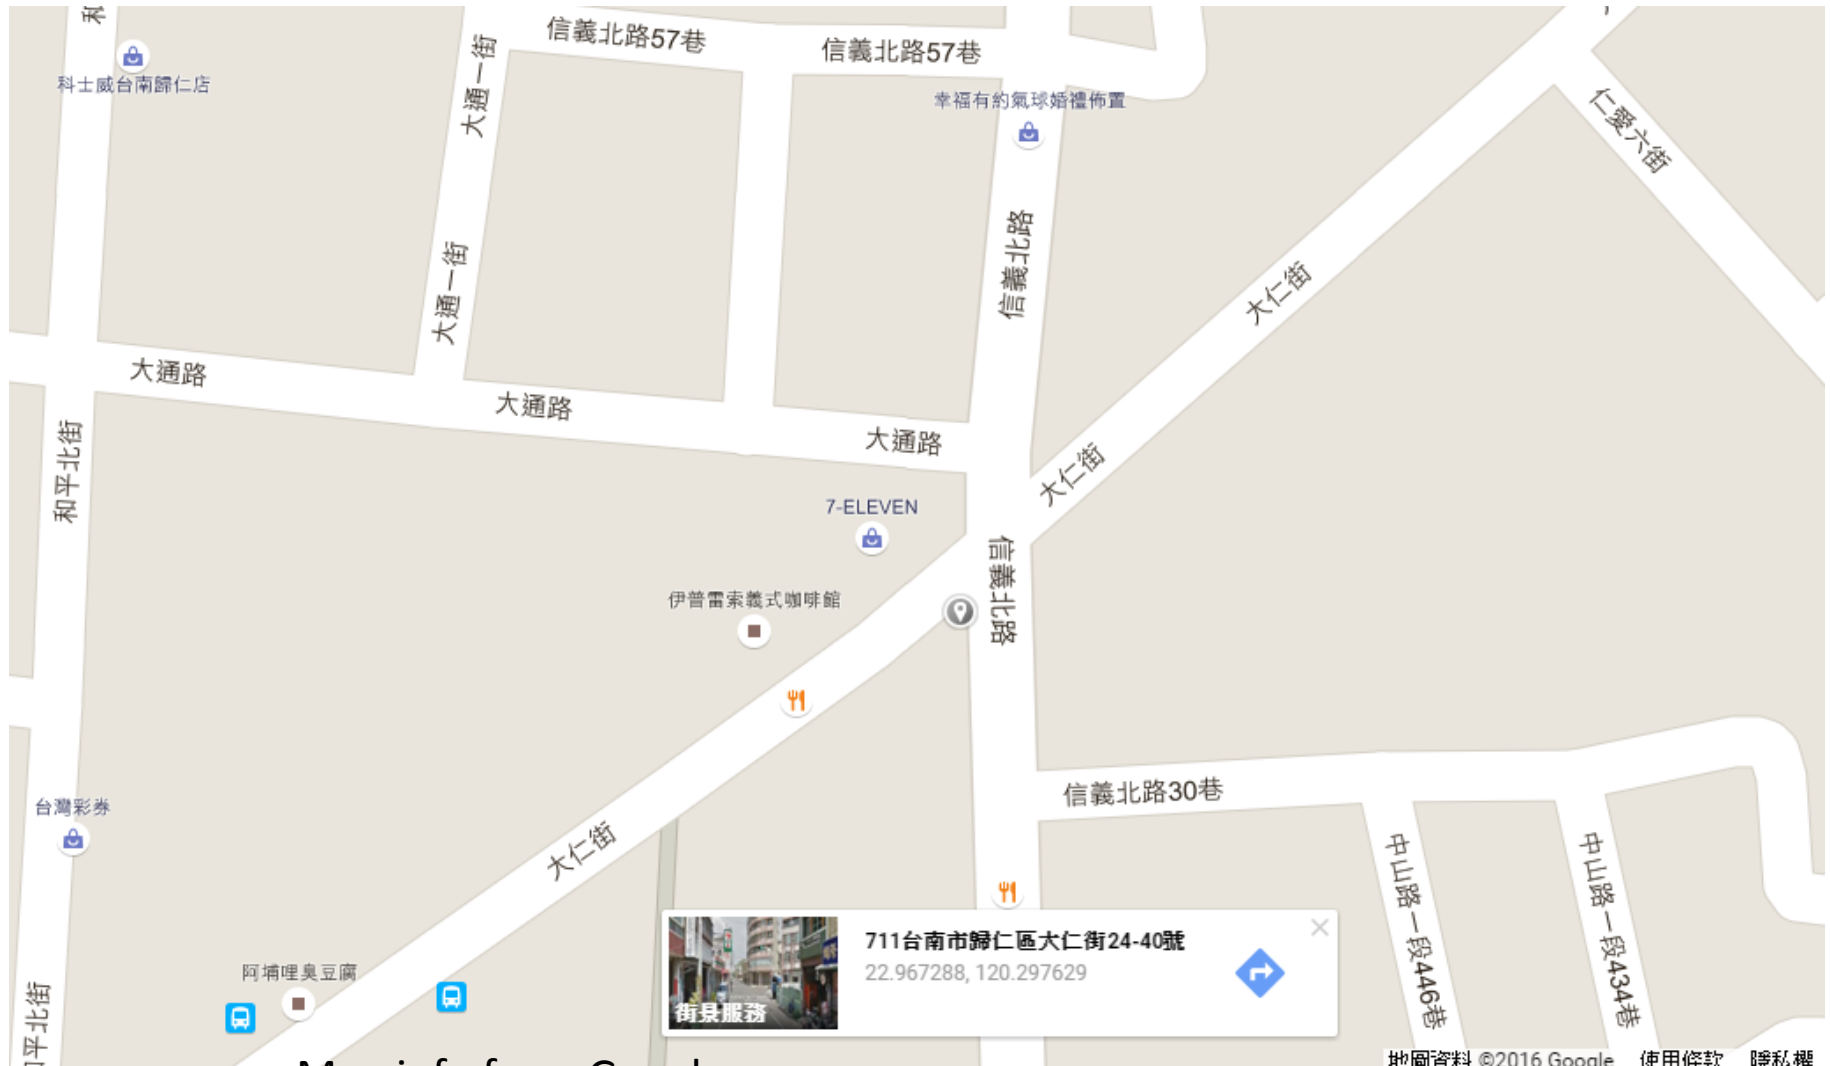 和
信義北路57巷
信義北路57巷
大通一街
科士威台南歸仁店
幸福有約氣球婚禮佈置
仁愛六街
大通一街
信義北路
大仁街
大通路
大通路
大通路
和平北街
大仁街
7-ELEVEN
信義北路
伊普雷索義式咖啡館
信義北路30巷
台灣彩券
大仁街
中山路一段446巷
中山路一段434巷
711台南市歸仁區大仁街24-40號
22.967288, 120.297629
街景服務
阿埔哩臭豆腐
平北街
地圖資料 ©2016 Google 使用條款 隱私權